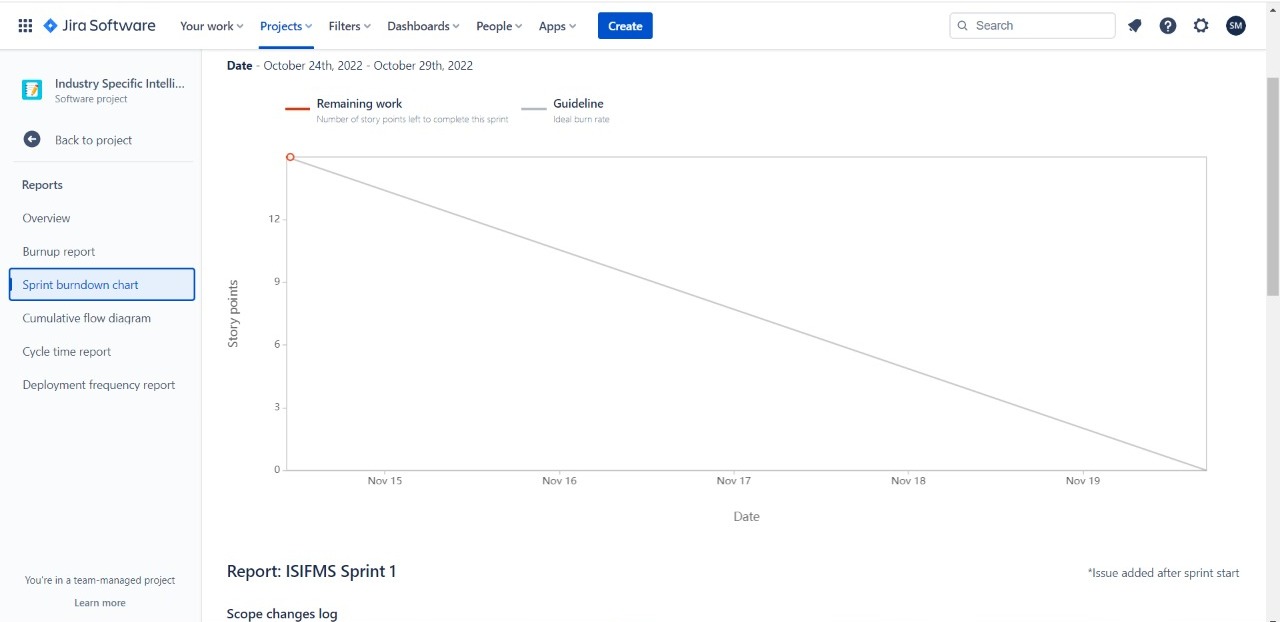 Jira Software Your work Projects Filters Dashboards People Apps Create Search ? SM
Industry Specific Intelli...
Software project
Back to project
Reports
Overview
Burnup report
Sprint burndown chart
Cumulative flow diagram
Cycle time report
Deployment frequency report
You're in a team-managed project
Learn more
Date - October 24th, 2022 - October 29th, 2022
Remaining work
Number of story points left to complete this sprint
Guideline
Ideal burn rate
Story points
12
9
6
3
0
Nov 15 Nov 16 Nov 17 Nov 18 Nov 19
Date
Report: ISIFMS Sprint 1
*Issue added after sprint start
Scope changes log